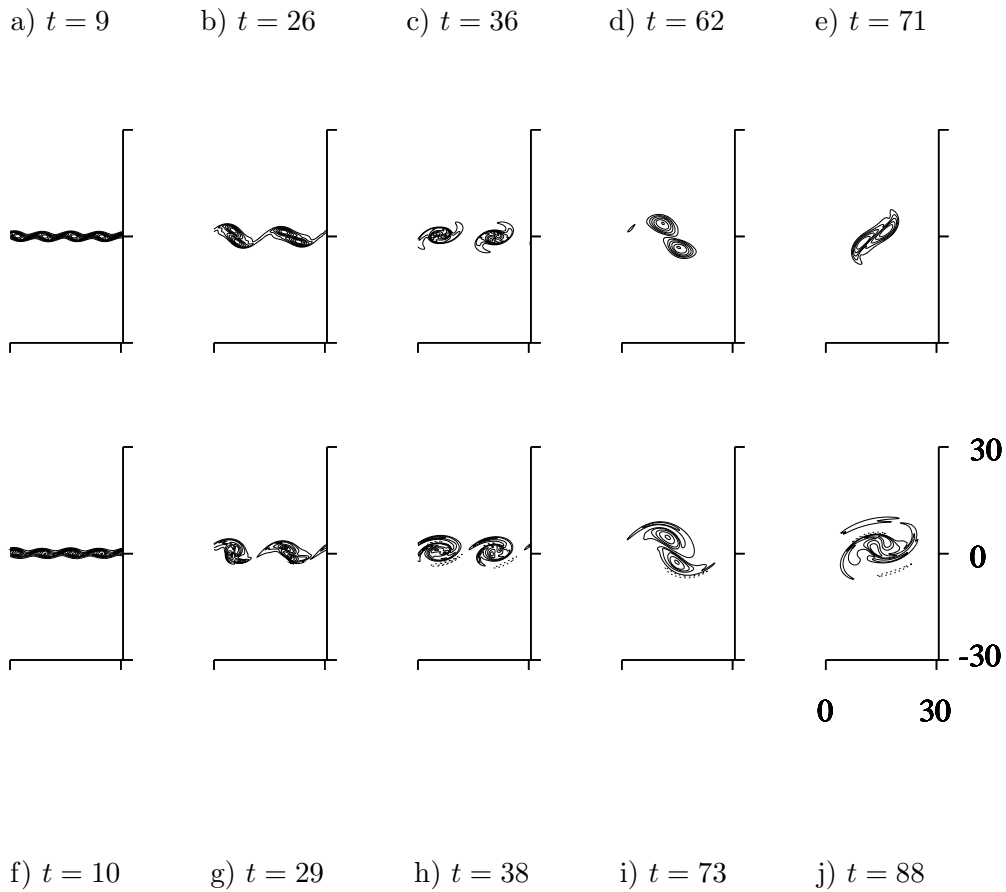 a) t = 9
b) t = 26
c) t = 36
d) t = 62
e) t = 71
30
0
-30
0
30
f) t = 10
g) t = 29
h) t = 38
i) t = 73
j) t = 88